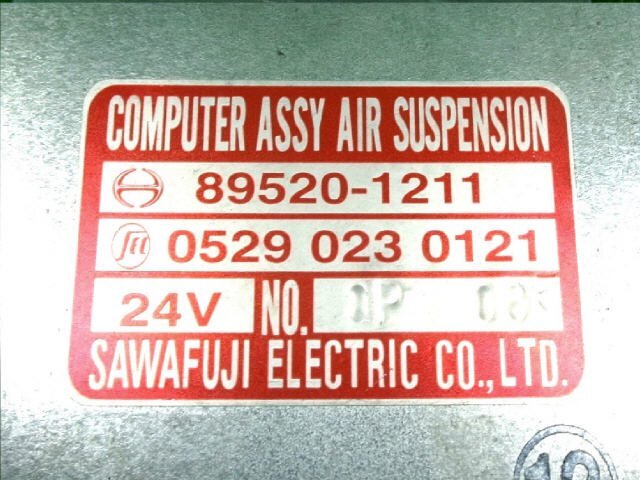 COMPUTER ASSY AIR SUSPENSION
89520-1211
0529 023 0121
24V NO.
SAWAFUJI ELECTRIC CO., LTD.